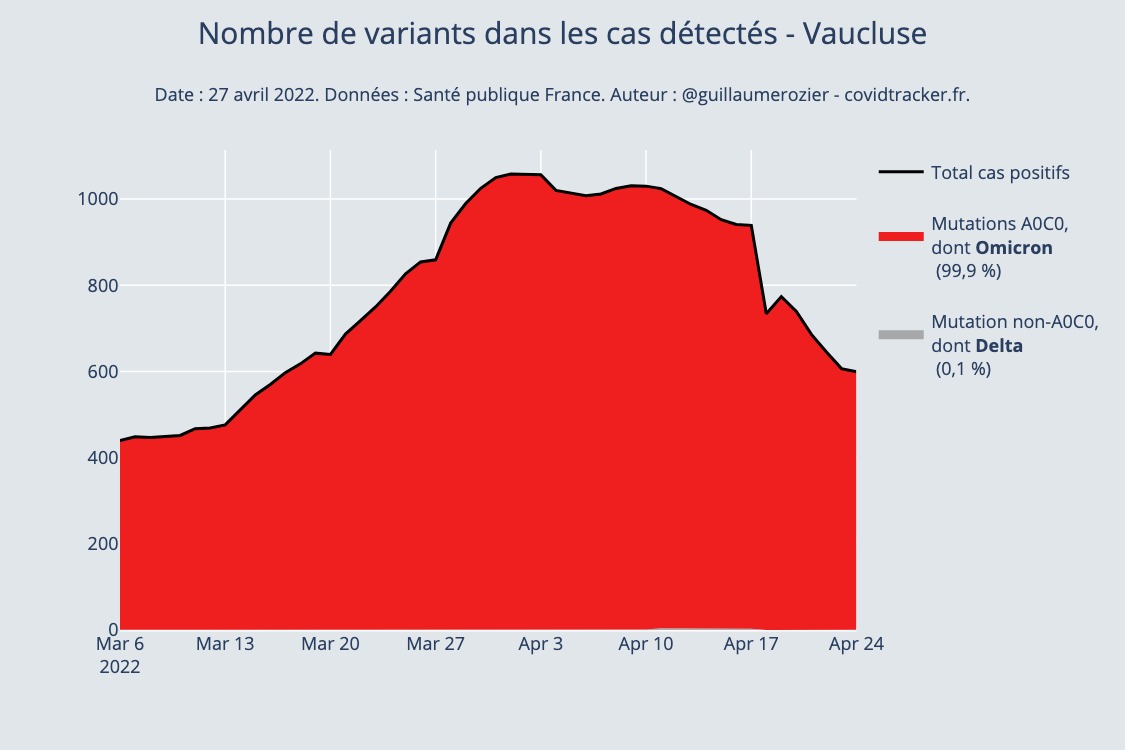 Nombre de variants dans les cas détectés - Vaucluse
Date : 27 avril 2022. Données : Santé publique France. Auteur : @guillaumerozier - covidtracker.fr.
Total cas positifs
Mutations A0C0,
dont Omicron
(99,9 %)
Mutation non-A0C0,
dont Delta
(0,1 %)
1000
800
600
400
200
0
Mar 6
2022
Mar 13
Mar 20
Mar 27
Apr 3
Apr 10
Apr 17
Apr 24